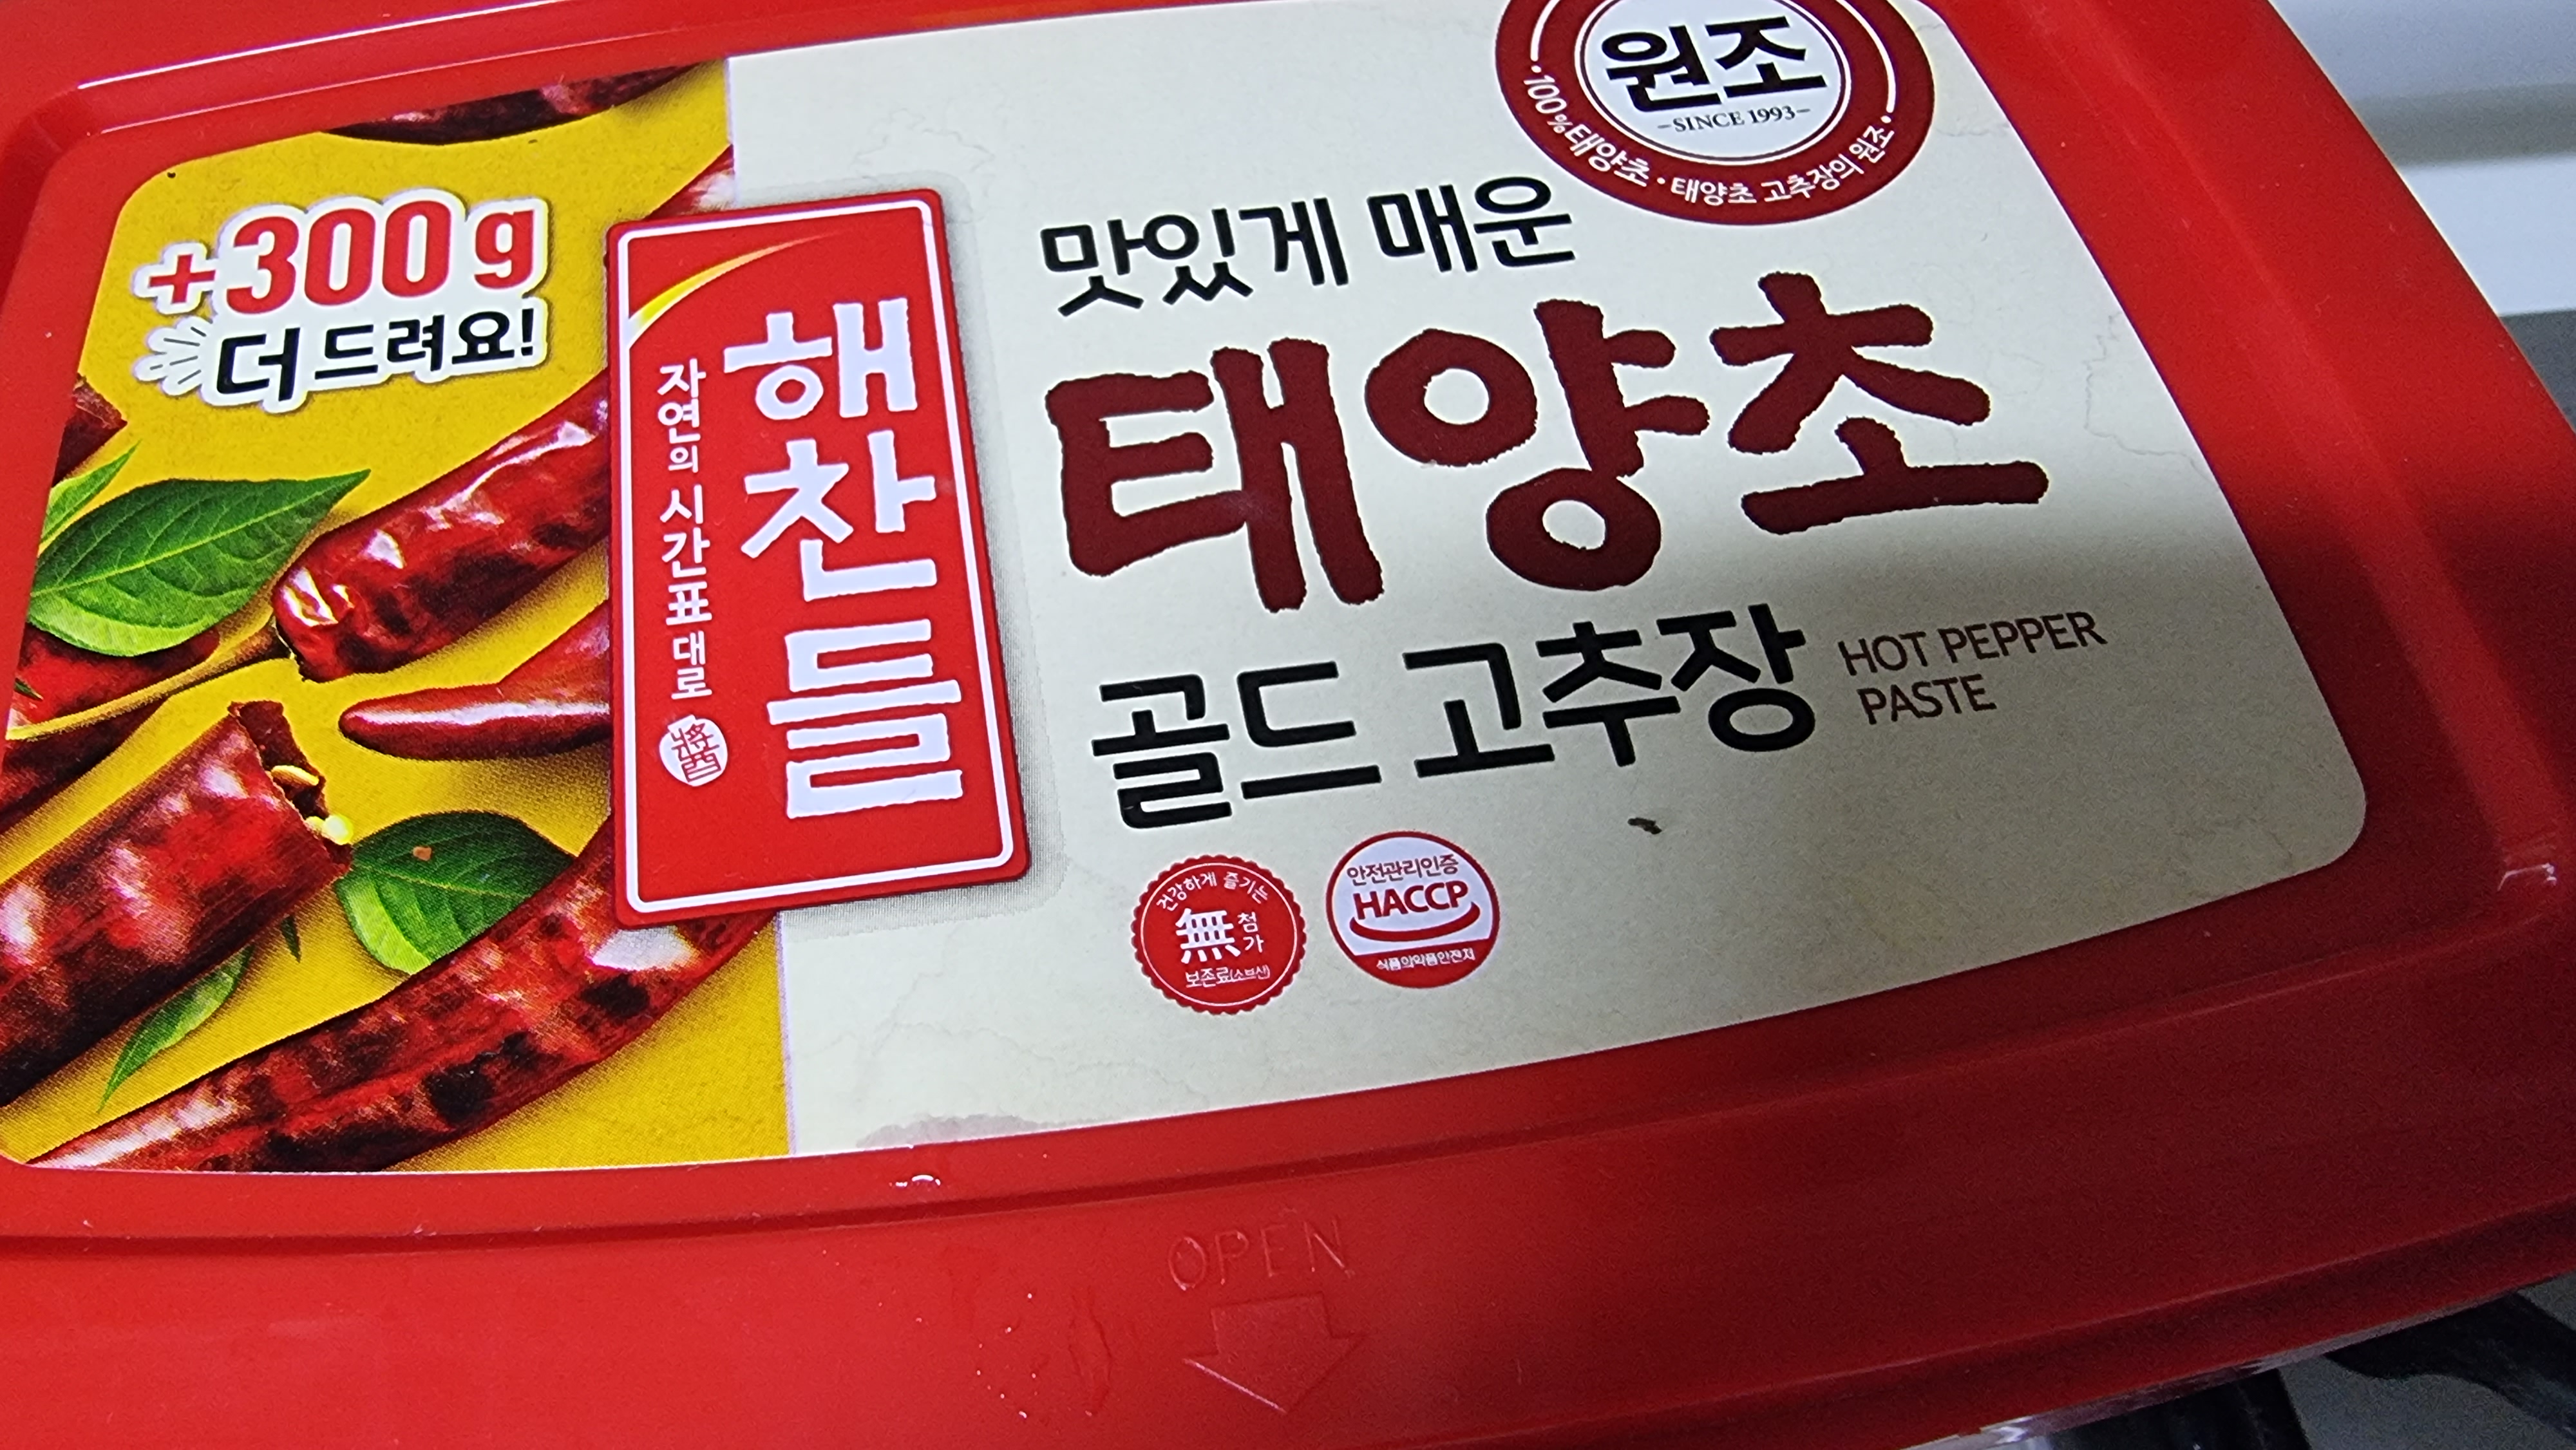 원조
-SINCE 1993-
·100%태양초·태양초 고추장의 원조·
+300g
더 드려요!
해찬들
자연의 시간표대로
醬
맛있게 매운
태양초
골드 고추장
HOT PEPPER
PASTE
건강하게 즐기는
無 첨가
보존료(소브산)
안전관리인증
HACCP
식품의약품안전처
OPEN